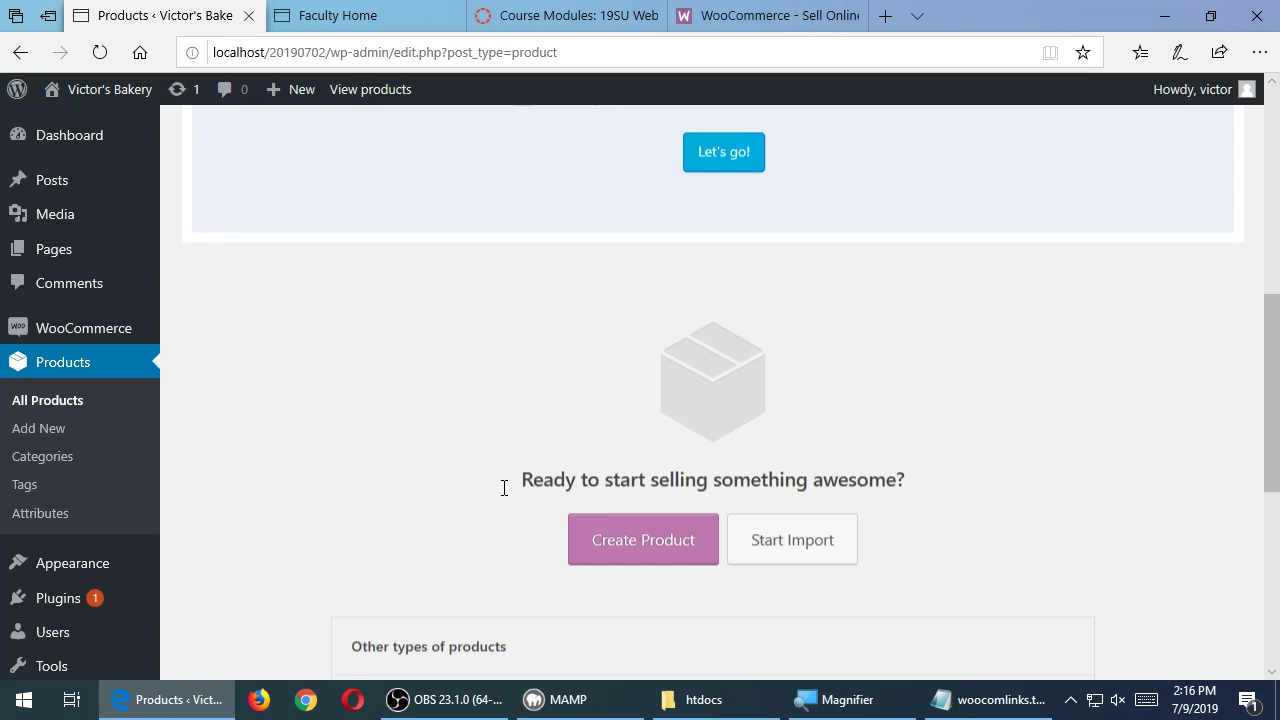 Products ‹ Victor's Bake
Faculty Home
Course Modules: 19SU Web
WooCommerce - Sell Onlin
localhost/20190702/wp-admin/edit.php?post_type=product
Victor's Bakery
1
0
New
View products
Howdy, victor
Dashboard
Posts
Media
Pages
Comments
WooCommerce
Products
All Products
Add New
Categories
Tags
Attributes
Appearance
Plugins 1
Users
Tools
Let's go!
Ready to start selling something awesome?
Create Product
Start Import
Other types of products
Products ‹ Vict...
OBS 23.1.0 (64-...
MAMP
htdocs
Magnifier
woocomlinks.t...
2:16 PM
7/9/2019
1